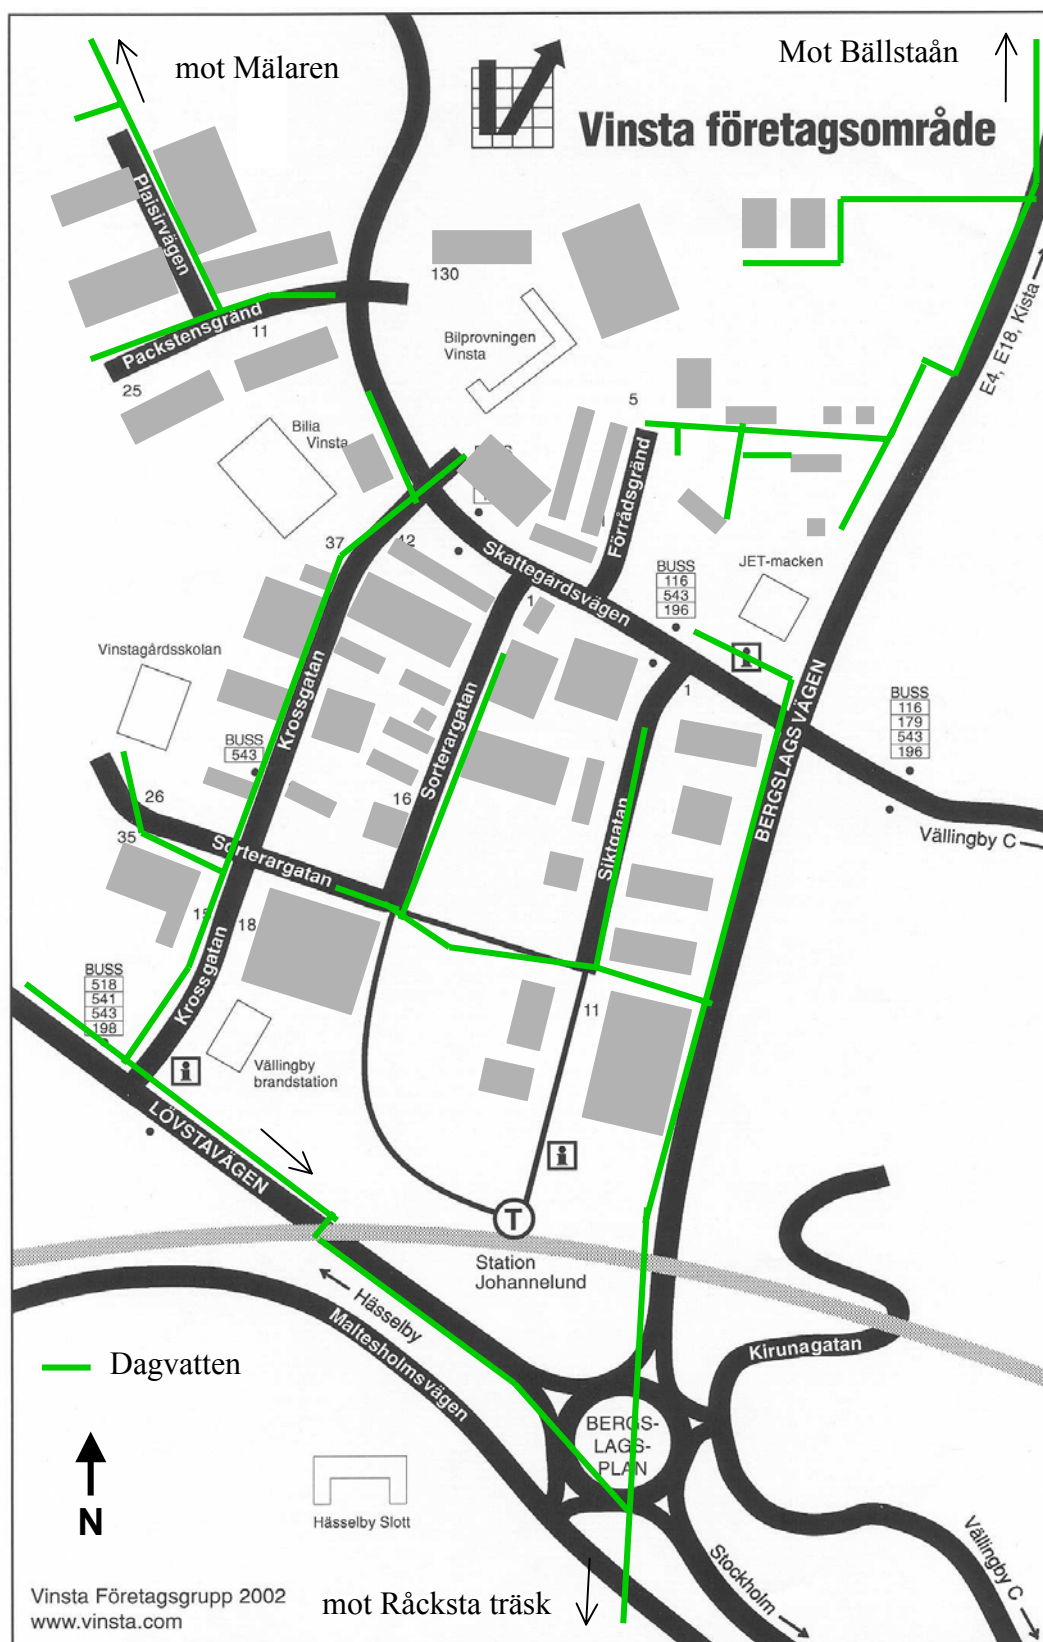 mot Mälaren
Mot Bällstaån
Vinsta företagsområde
Plaisirvägen
Packstensgränd
11
25
130
Bilprovningen
Vinsta
E4, E18, Kista
5
Bilia
Vinsta
Förrådsgränd
37
42
Skattegårdsvägen
1
JET-macken
BUSS
116
543
196
1
Vinstagårdsskolan
Krossgatan
Sorterargatan
BERGSLAGSVÄGEN
BUSS
116
179
543
196
BUSS
543
26
16
Siktgatan
Vällingby C
35
Sorterargatan
15
18
Krossgatan
BUSS
518
541
543
198
11
Vällingby
brandstation
LÖVSTAVÄGEN
T
Station
Johannelund
Hässelby
Maltesholmsvägen
Kirunagatan
Dagvatten
BERGS-
LAGS-
PLAN
N
Hässelby Slott
Stockholm
Vällingby C
Vinsta Företagsgrupp 2002
www.vinsta.com
mot Råcksta träsk